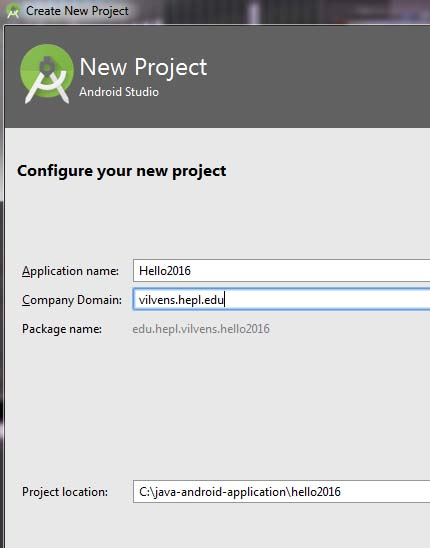 Create New Project
New Project
Android Studio
Configure your new project
Application name: Hello2016
Company Domain: vilvens.hepl.edu
Package name: edu.hepl.vilvens.hello2016
Project location: C:\java-android-application\hello2016